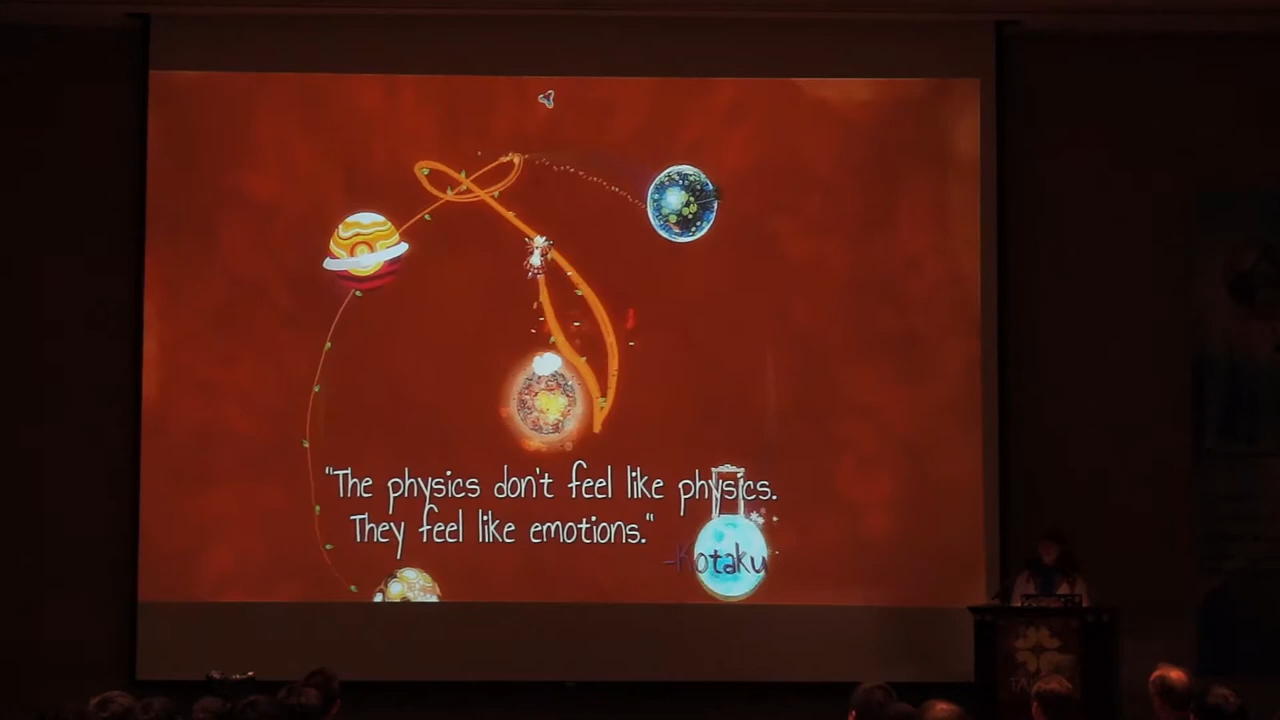 "The physics don't feel like physics.
They feel like emotions."
-Kotaku